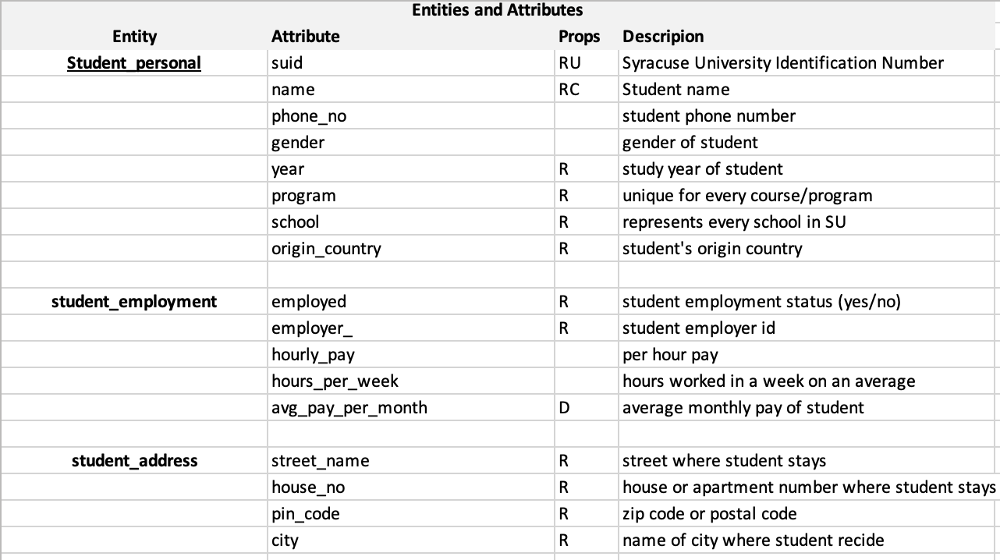 Entities and Attributes
Entity Attribute Props Descripion
Student_personal suid RU Syracuse University Identification Number
name RC Student name
phone_no student phone number
gender gender of student
year R study year of student
program R unique for every course/program
school R represents every school in SU
origin_country R student's origin country
student_employment employed R student employment status (yes/no)
employer_ R student employer id
hourly_pay per hour pay
hours_per_week hours worked in a week on an average
avg_pay_per_month D average monthly pay of student
student_address street_name R street where student stays
house_no R house or apartment number where student stays
pin_code R zip code or postal code
city R name of city where student recide